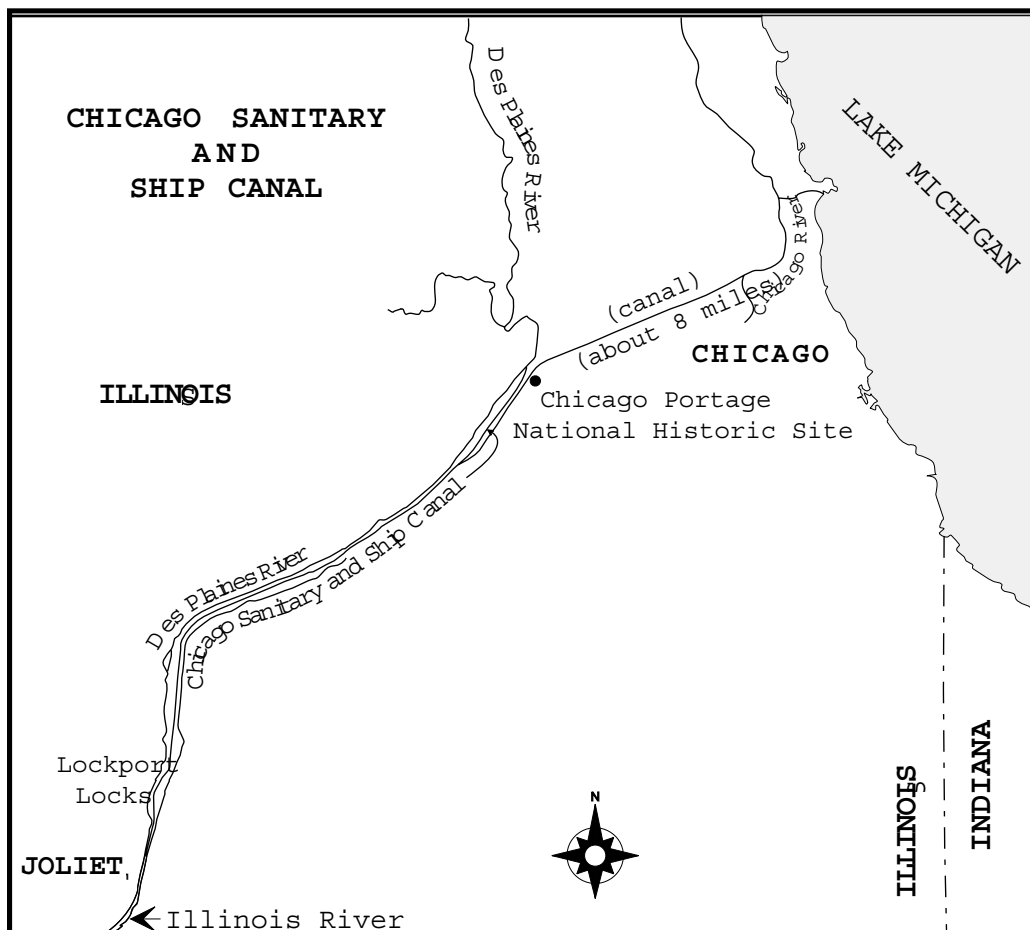 CHICAGO SANITARY
AND
SHIP CANAL
Des Plaines River
LAKE MICHIGAN
Chicago River
(canal)
(about 8 miles)
CHICAGO
ILLINOIS
Chicago Portage
National Historic Site
Des Plaines River
Chicago Sanitary and Ship Canal
Lockport
Locks
JOLIET
Illinois River
N
ILLINOIS
INDIANA